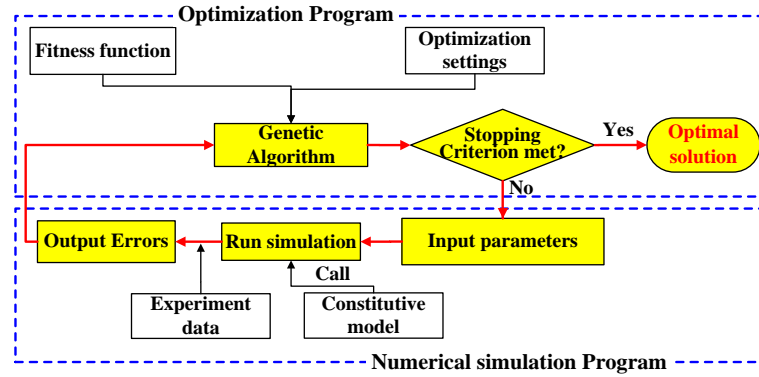 Optimization Program
Fitness function
Optimization
settings
Genetic
Algorithm
Stopping
Criterion met?
Yes
Optimal
solution
No
Output Errors
Run simulation
Input parameters
Call
Experiment
data
Constitutive
model
Numerical simulation Program